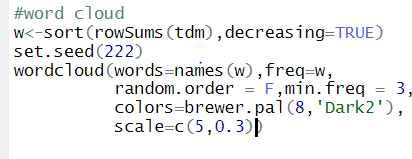 #word cloud
w<-sort(rowSums(tdm),decreasing=TRUE)
set.seed(222)
wordcloud(words=names(w),freq=w,
random.order = F,min.freq = 3,
colors=brewer.pal(8,'Dark2'),
scale=c(5,0.3))